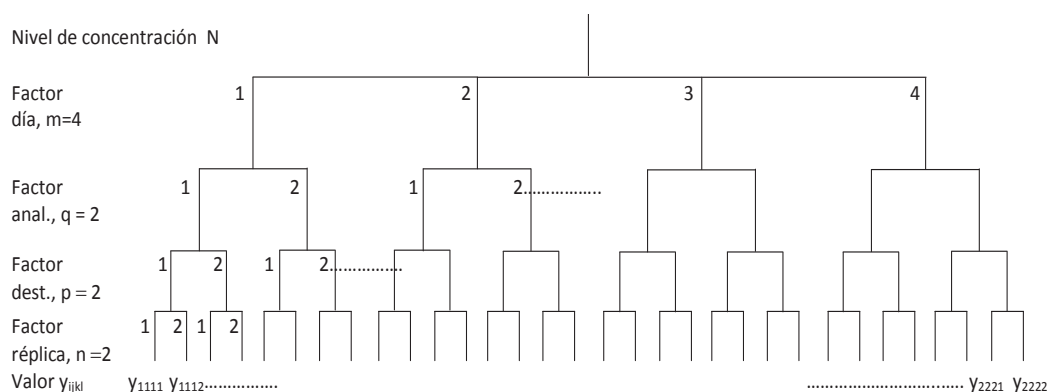 Nivel de concentración N
Factor 1 2 3 4
día, m=4
Factor 1 2 1 2................
anal., q = 2
Factor 1 2 1 2................
dest., p = 2
Factor 1 2 1 2
réplica, n =2
Valor yijkl y1111 y1112................ ................................ y2221 y2222